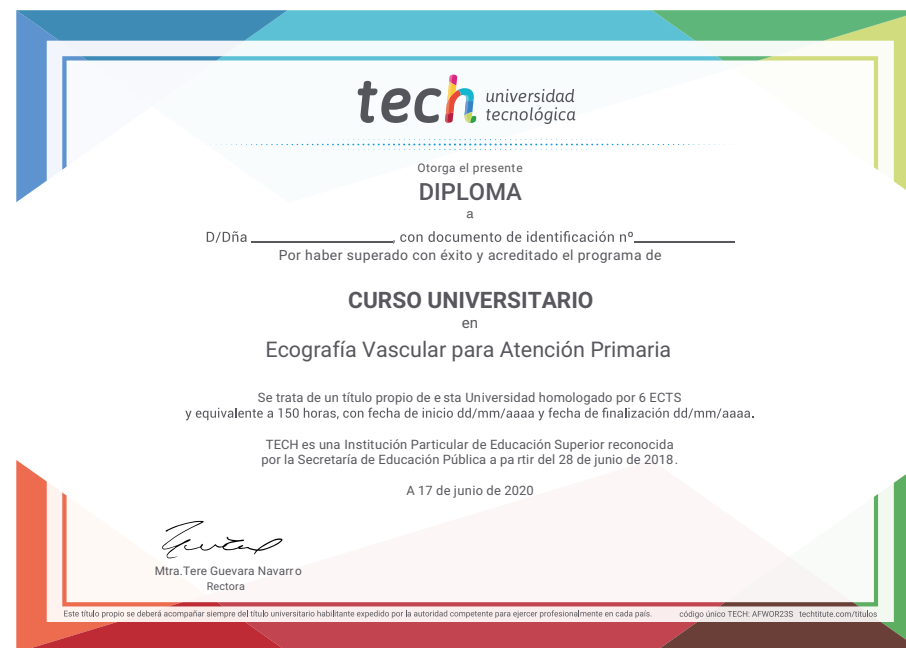 tech universidad
tecnológica
Otorga el presente
DIPLOMA
a
D/Dña ____________________, con documento de identificación nº______________
Por haber superado con éxito y acreditado el programa de
CURSO UNIVERSITARIO
en
Ecografía Vascular para Atención Primaria
Se trata de un título propio de e sta Universidad homologado por 6 ECTS
y equivalente a 150 horas, con fecha de inicio dd/mm/aaaa y fecha de finalización dd/mm/aaaa.
TECH es una Institución Particular de Educación Superior reconocida
por la Secretaría de Educación Pública a pa rtir del 28 de junio de 2018.
A 17 de junio de 2020
Mtra.Tere Guevara Navarro
Rectora
Este título propio se deberá acompañar siempre del título universitario habilitante expedido por la autoridad competente para ejercer profesionalmente en cada país. código único TECH: AFWOR23S techtitute.com/titulos